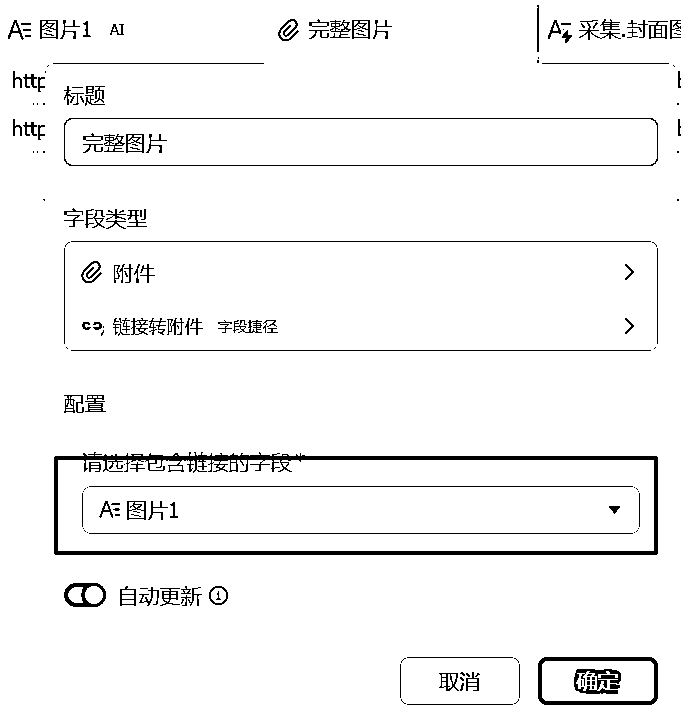 图片1 AI 完整图片 采集.封面图
http
标题
http
完整图片
字段类型
附件
链接转附件 字段捷径
配置
请选择包含链接的字段*
图片1
自动更新
取消 确定